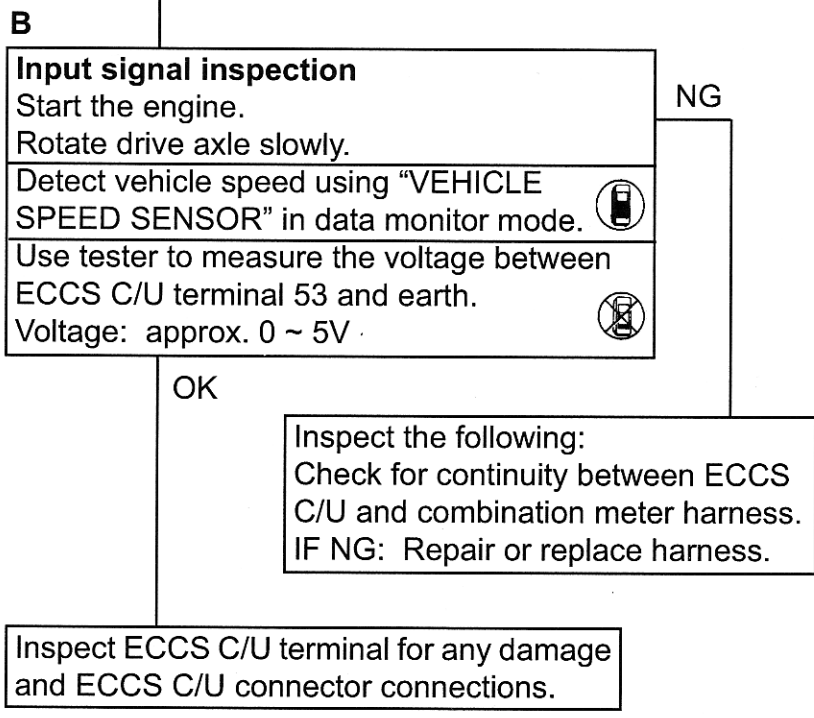 B
Input signal inspection
Start the engine.
Rotate drive axle slowly.
NG
Detect vehicle speed using “VEHICLE
SPEED SENSOR” in data monitor mode.
Use tester to measure the voltage between
ECCS C/U terminal 53 and earth.
Voltage: approx. 0 ~ 5V
OK
Inspect the following:
Check for continuity between ECCS
C/U and combination meter harness.
IF NG: Repair or replace harness.
Inspect ECCS C/U terminal for any damage
and ECCS C/U connector connections.